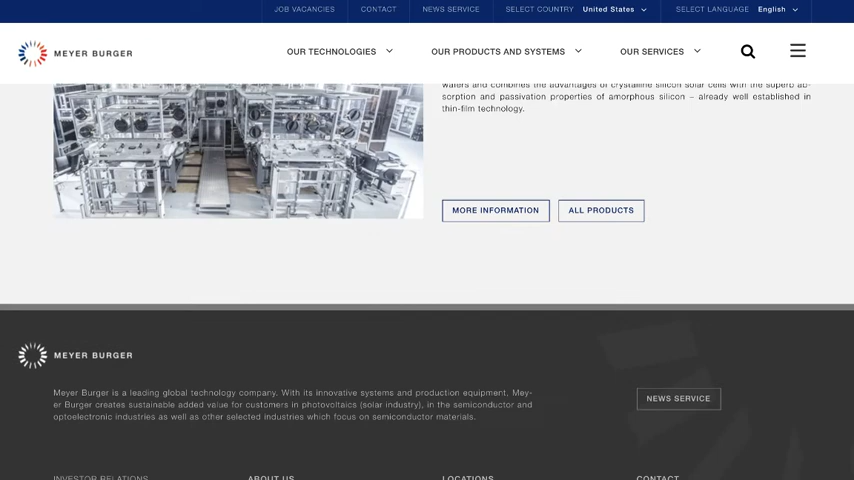 JOB VACANCIES CONTACT NEWS SERVICE SELECT COUNTRY United States SELECT LANGUAGE English
MEYER BURGER OUR TECHNOLOGIES OUR PRODUCTS AND SYSTEMS OUR SERVICES
wafers and combines the advantages of crystalline silicon solar cells with the superb ab-
sorption and passivation properties of amorphous silicon – already well established in
thin-film technology.
MORE INFORMATION ALL PRODUCTS
MEYER BURGER
Meyer Burger is a leading global technology company. With its innovative systems and production equipment, Mey-
er Burger creates sustainable added value for customers in photovoltaics (solar industry), in the semiconductor and
optoelectronic industries as well as other selected industries which focus on semiconductor materials.
NEWS SERVICE
INVESTOR RELATIONS ABOUT US LOCATIONS CONTACT